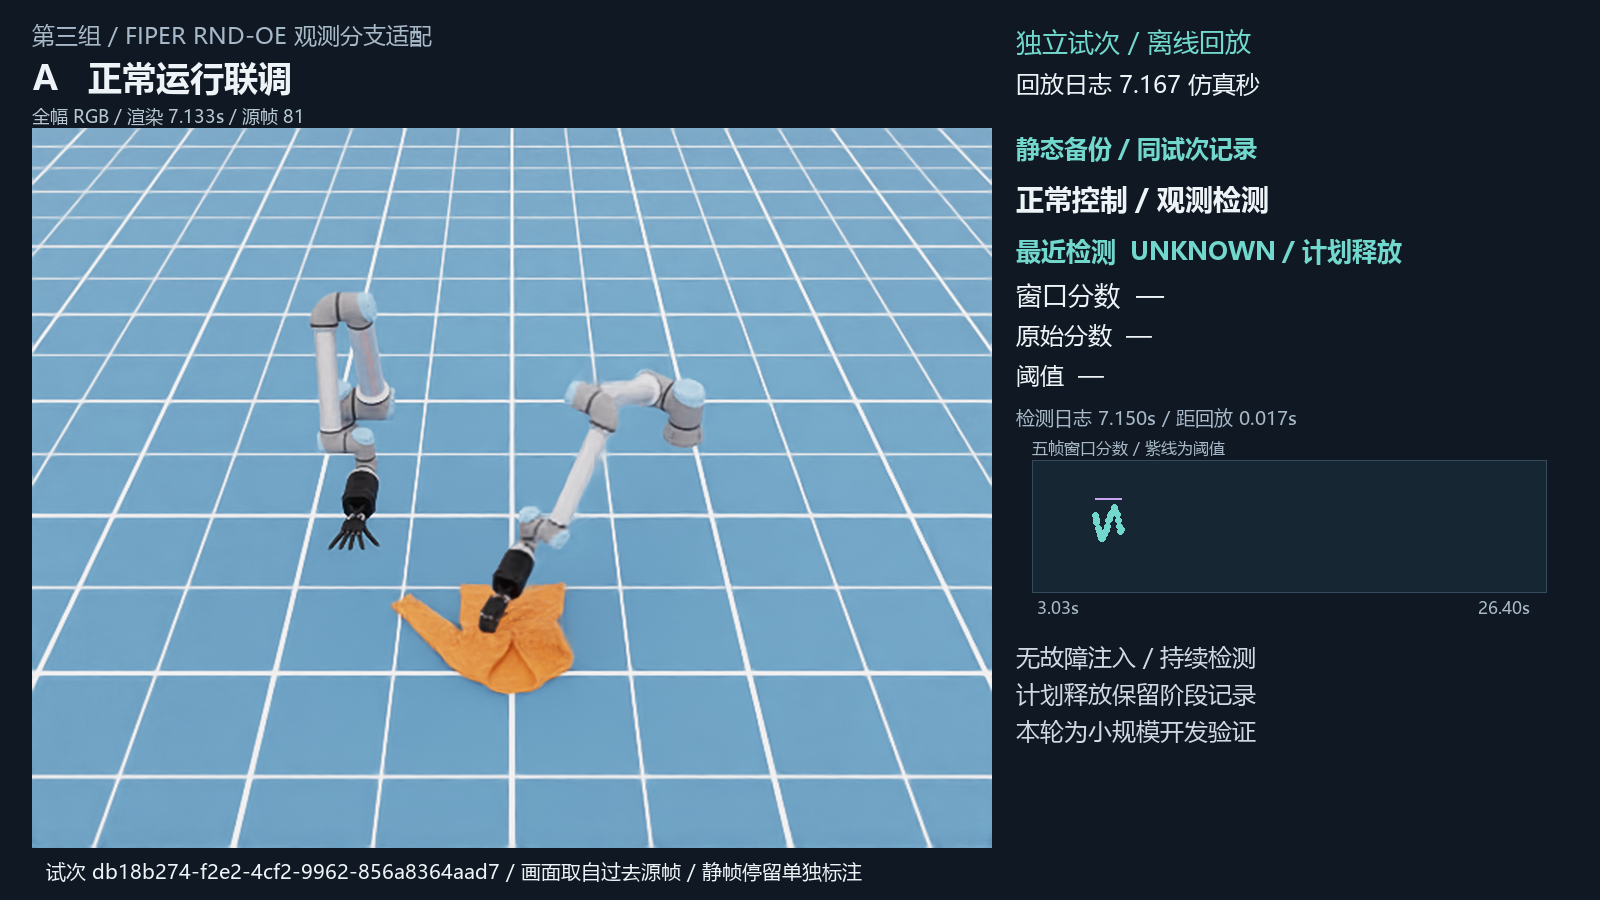 第三组 / FIPER RND-OE 观测分支适配
A 正常运行联调
全幅 RGB / 渲染 7.133s / 源帧 81
独立试次 / 离线回放
回放日志 7.167 仿真秒
静态备份 / 同试次记录
正常控制 / 观测检测
最近检测 UNKNOWN / 计划释放
窗口分数 —
原始分数 —
阈值 —
检测日志 7.150s / 距回放 0.017s
五帧窗口分数 / 紫线为阈值
3.03s 26.40s
无故障注入 / 持续检测
计划释放保留阶段记录
本轮为小规模开发验证
试次 db18b274-f2e2-4cf2-9962-856a8364aad7 / 画面取自过去源帧 / 静帧停留单独标注